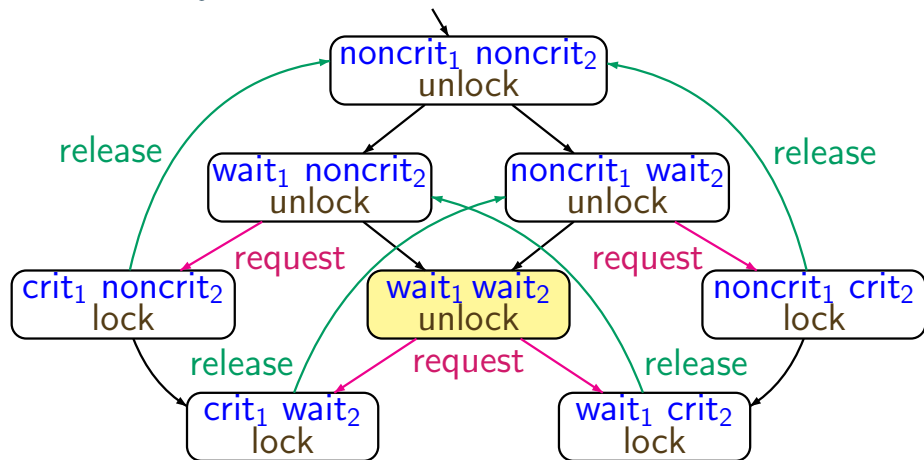 noncrit₁ noncrit₂
unlock
release
release
wait₁ noncrit₂
unlock
noncrit₁ wait₂
unlock
request
request
crit₁ noncrit₂
lock
wait₁ wait₂
unlock
noncrit₁ crit₂
lock
release
request
release
crit₁ wait₂
lock
wait₁ crit₂
lock